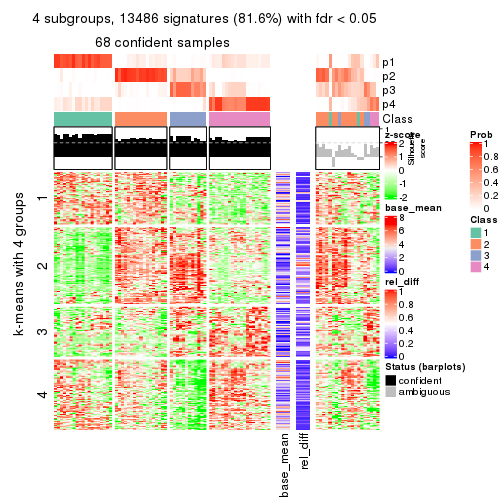 4 subgroups, 13486 signatures (81.6%) with fdr < 0.05
68 confident samples
p1
p2
p3
p4
Class
1
Silhouette
score
z-score
2
1
0
-1
-2
Prob
1
0.8
0.6
0.4
0.2
0
base_mean
8
6
4
2
0
Class
1
2
3
4
rel_diff
1
0.8
0.6
0.4
0.2
0
Status (barplots)
confident
ambiguous
k-means with 4 groups
1
2
3
4
base_mean
rel_diff